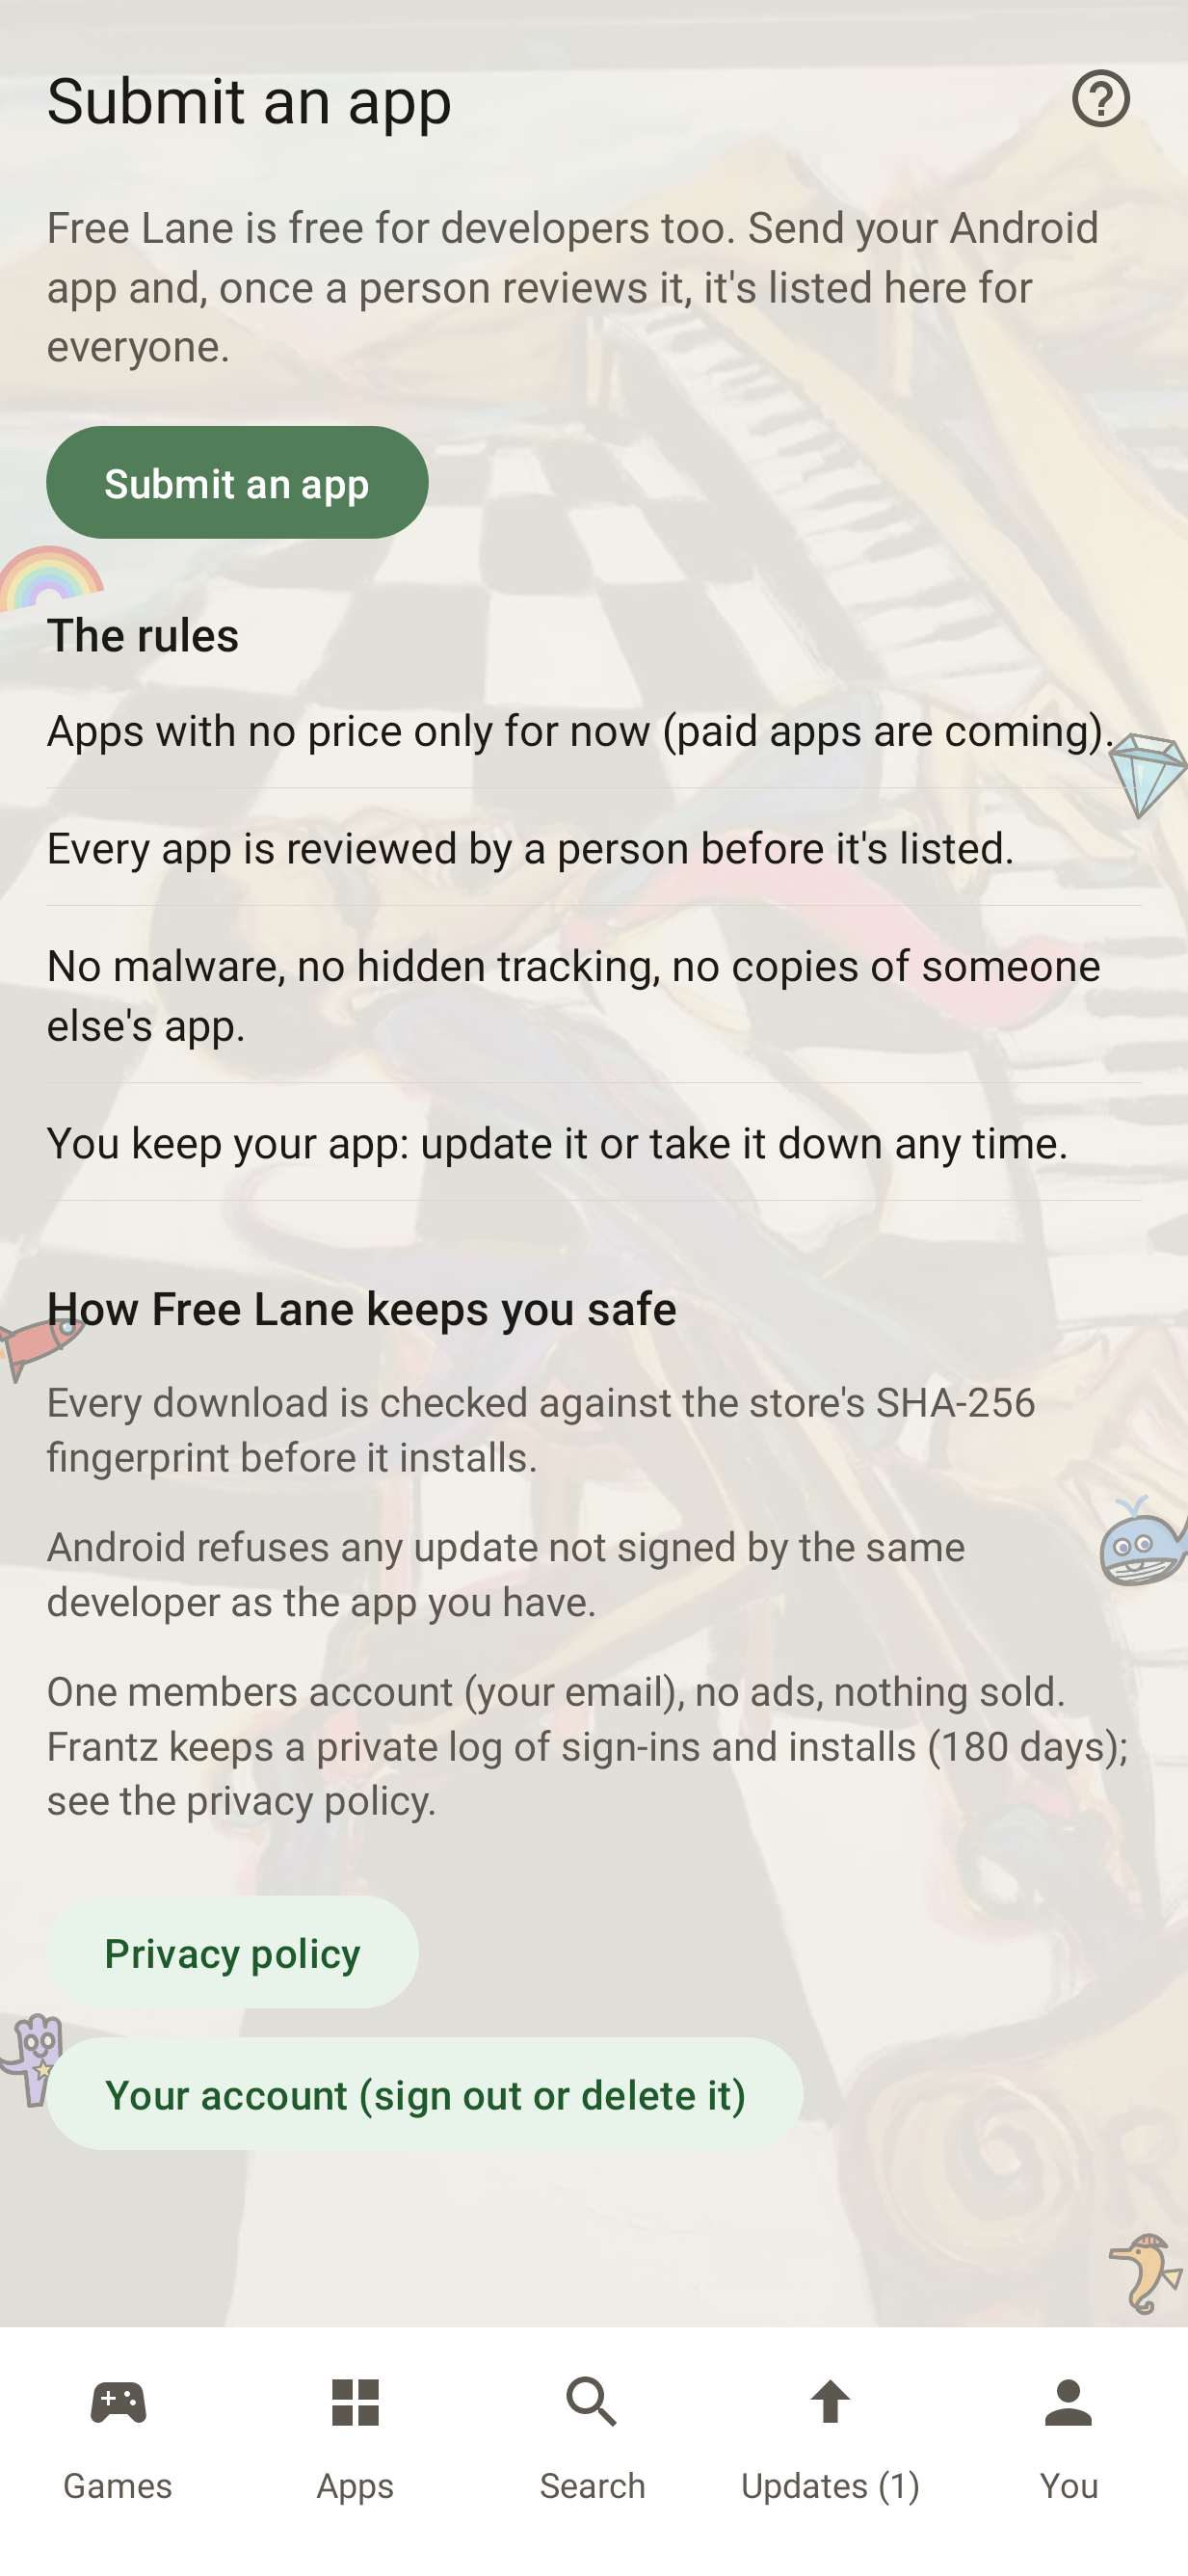 Submit an app
Free Lane is free for developers too. Send your Android
app and, once a person reviews it, it's listed here for
everyone.
Submit an app
The rules
Apps with no price only for now (paid apps are coming).
Every app is reviewed by a person before it's listed.
No malware, no hidden tracking, no copies of someone
else's app.
You keep your app: update it or take it down any time.
How Free Lane keeps you safe
Every download is checked against the store's SHA-256
fingerprint before it installs.
Android refuses any update not signed by the same
developer as the app you have.
One members account (your email), no ads, nothing sold.
Frantz keeps a private log of sign-ins and installs (180 days);
see the privacy policy.
Privacy policy
Your account (sign out or delete it)
Games
Apps
Search
Updates (1)
You